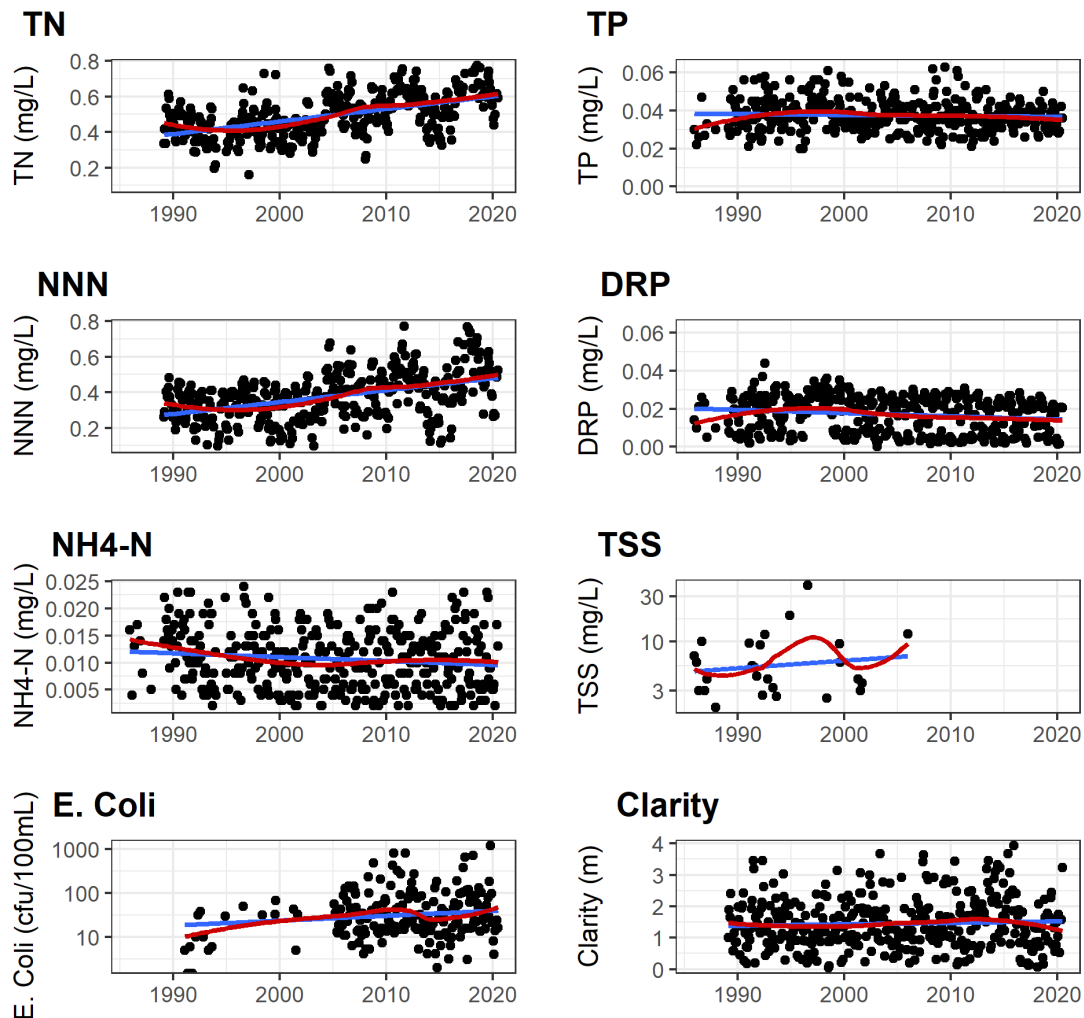 TN
TN (mg/L)
0.8
0.6
0.4
0.2
1990 2000 2010 2020
TP
TP (mg/L)
0.06
0.04
0.02
0.00
1990 2000 2010 2020
NNN
NNN (mg/L)
0.8
0.6
0.4
0.2
1990 2000 2010 2020
DRP
DRP (mg/L)
0.06
0.04
0.02
0.00
1990 2000 2010 2020
NH4-N
NH4-N (mg/L)
0.025
0.020
0.015
0.010
0.005
1990 2000 2010 2020
TSS
TSS (mg/L)
30
10
3
1990 2000 2010 2020
E. Coli
E. Coli (cfu/100mL)
1000
100
10
1990 2000 2010 2020
Clarity
Clarity (m)
4
3
2
1
0
1990 2000 2010 2020